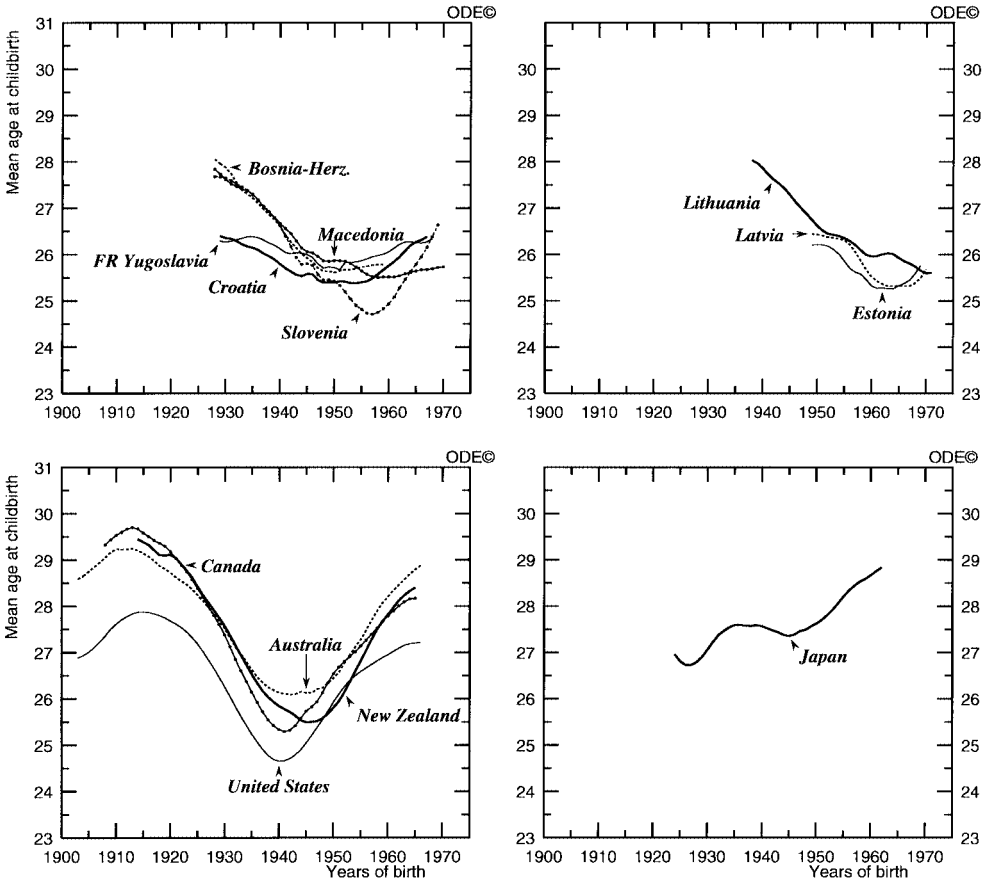 ODE©
Mean age at childbirth
31
30
29
28
27
26
25
24
23
Bosnia-Herz.
Macedonia
FR Yugoslavia
Croatia
Slovenia
1900 1910 1920 1930 1940 1950 1960 1970
ODE©
30
29
28
27
26
25
24
23
Lithuania
Latvia
Estonia
1900 1910 1920 1930 1940 1950 1960 1970
ODE©
Mean age at childbirth
31
30
29
28
27
26
25
24
23
Canada
Australia
New Zealand
United States
1900 1910 1920 1930 1940 1950 1960 1970
Years of birth
ODE©
30
29
28
27
26
25
24
23
Japan
1900 1910 1920 1930 1940 1950 1960 1970
Years of birth